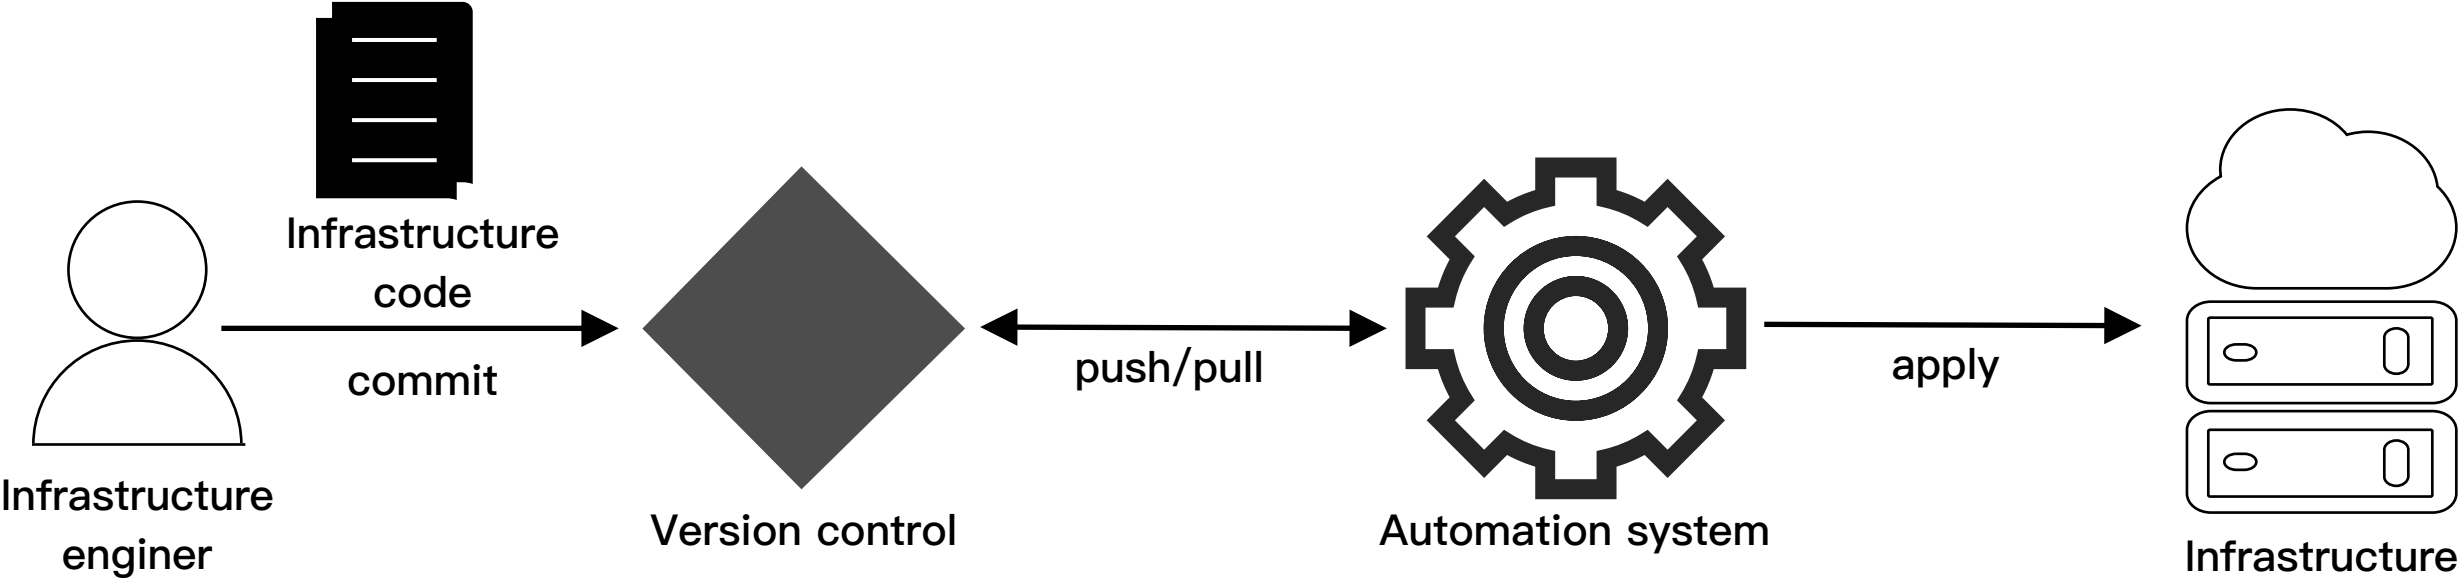 Infrastructure
code
commit
Infrastructure
enginer
Version control
push/pull
Automation system
apply
Infrastructure